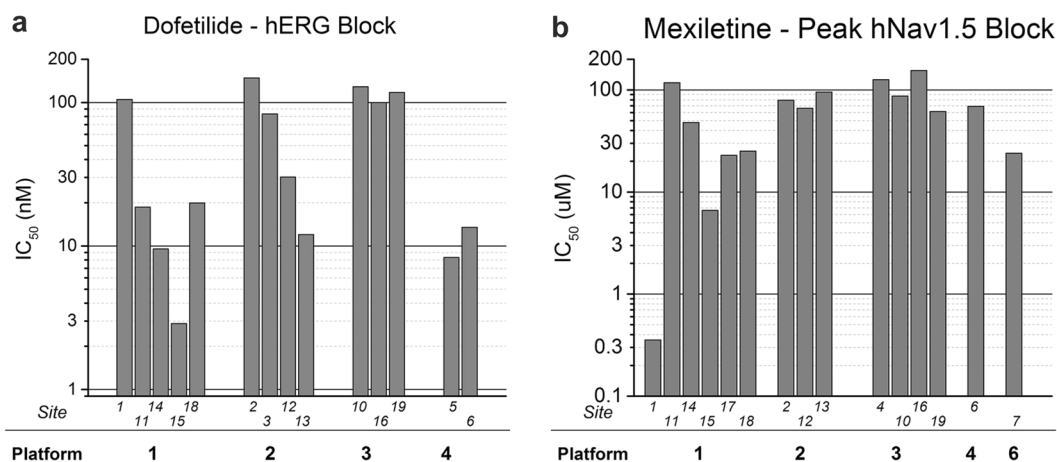 a
Dofetilide - hERG Block
200
100
30
10
3
1
IC50 (nM)
Site
1 14 18 2 12 10 19 5
11 15 3 13 16 6
Platform 1 2 3 4
b
Mexiletine - Peak hNav1.5 Block
200
100
30
10
3
1
0.3
0.1
IC50 (uM)
Site
1 14 17 2 13 4 16 6
11 15 18 12 10 19 7
Platform 1 2 3 4 6